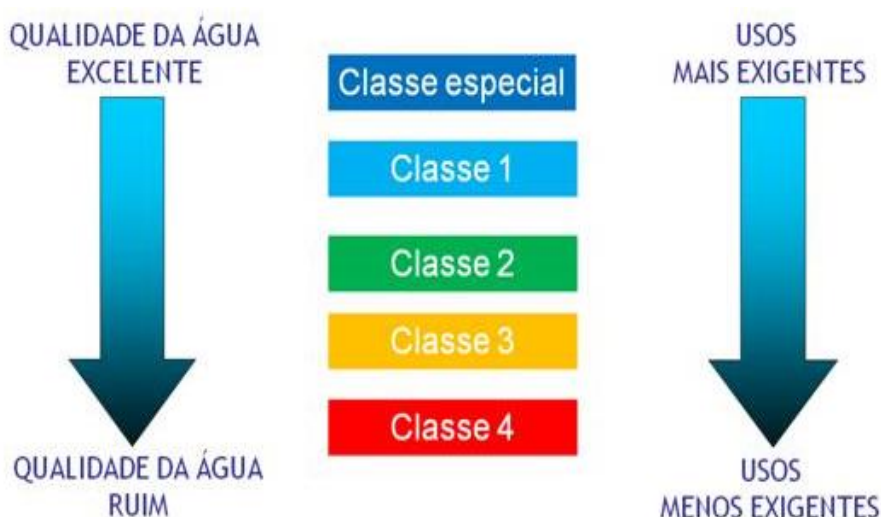 QUALIDADE DA ÁGUA
EXCELENTE
USOS
MAIS EXIGENTES
Classe especial
Classe 1
Classe 2
Classe 3
Classe 4
QUALIDADE DA ÁGUA
RUIM
USOS
MENOS EXIGENTES